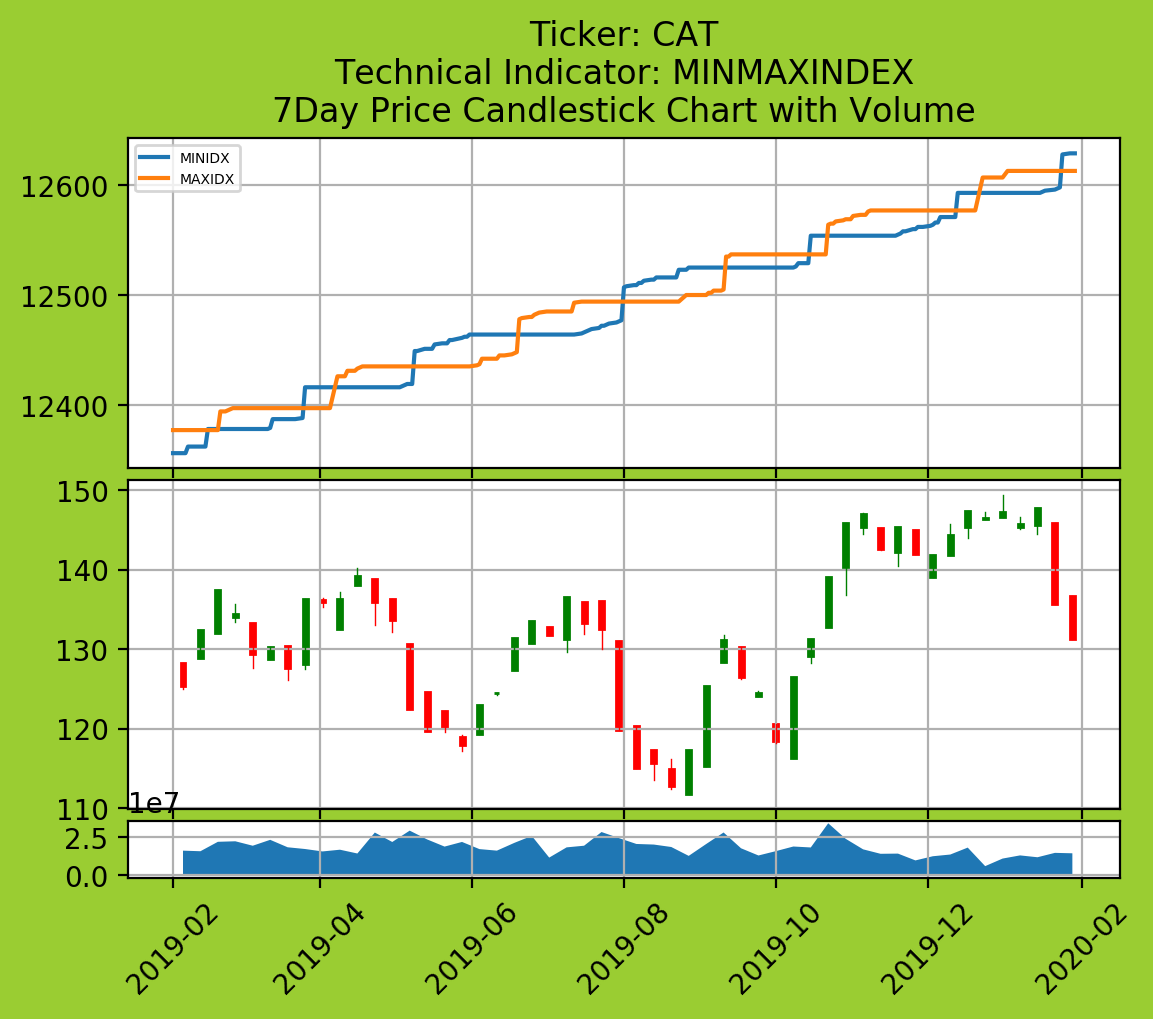 Ticker: CAT
Technical Indicator: MINMAXINDEX
7Day Price Candlestick Chart with Volume
MINIDX
MAXIDX
12600
12500
12400
150
140
130
120
110
1e7
2.5
0.0
2019-02
2019-04
2019-06
2019-08
2019-10
2019-12
2020-02